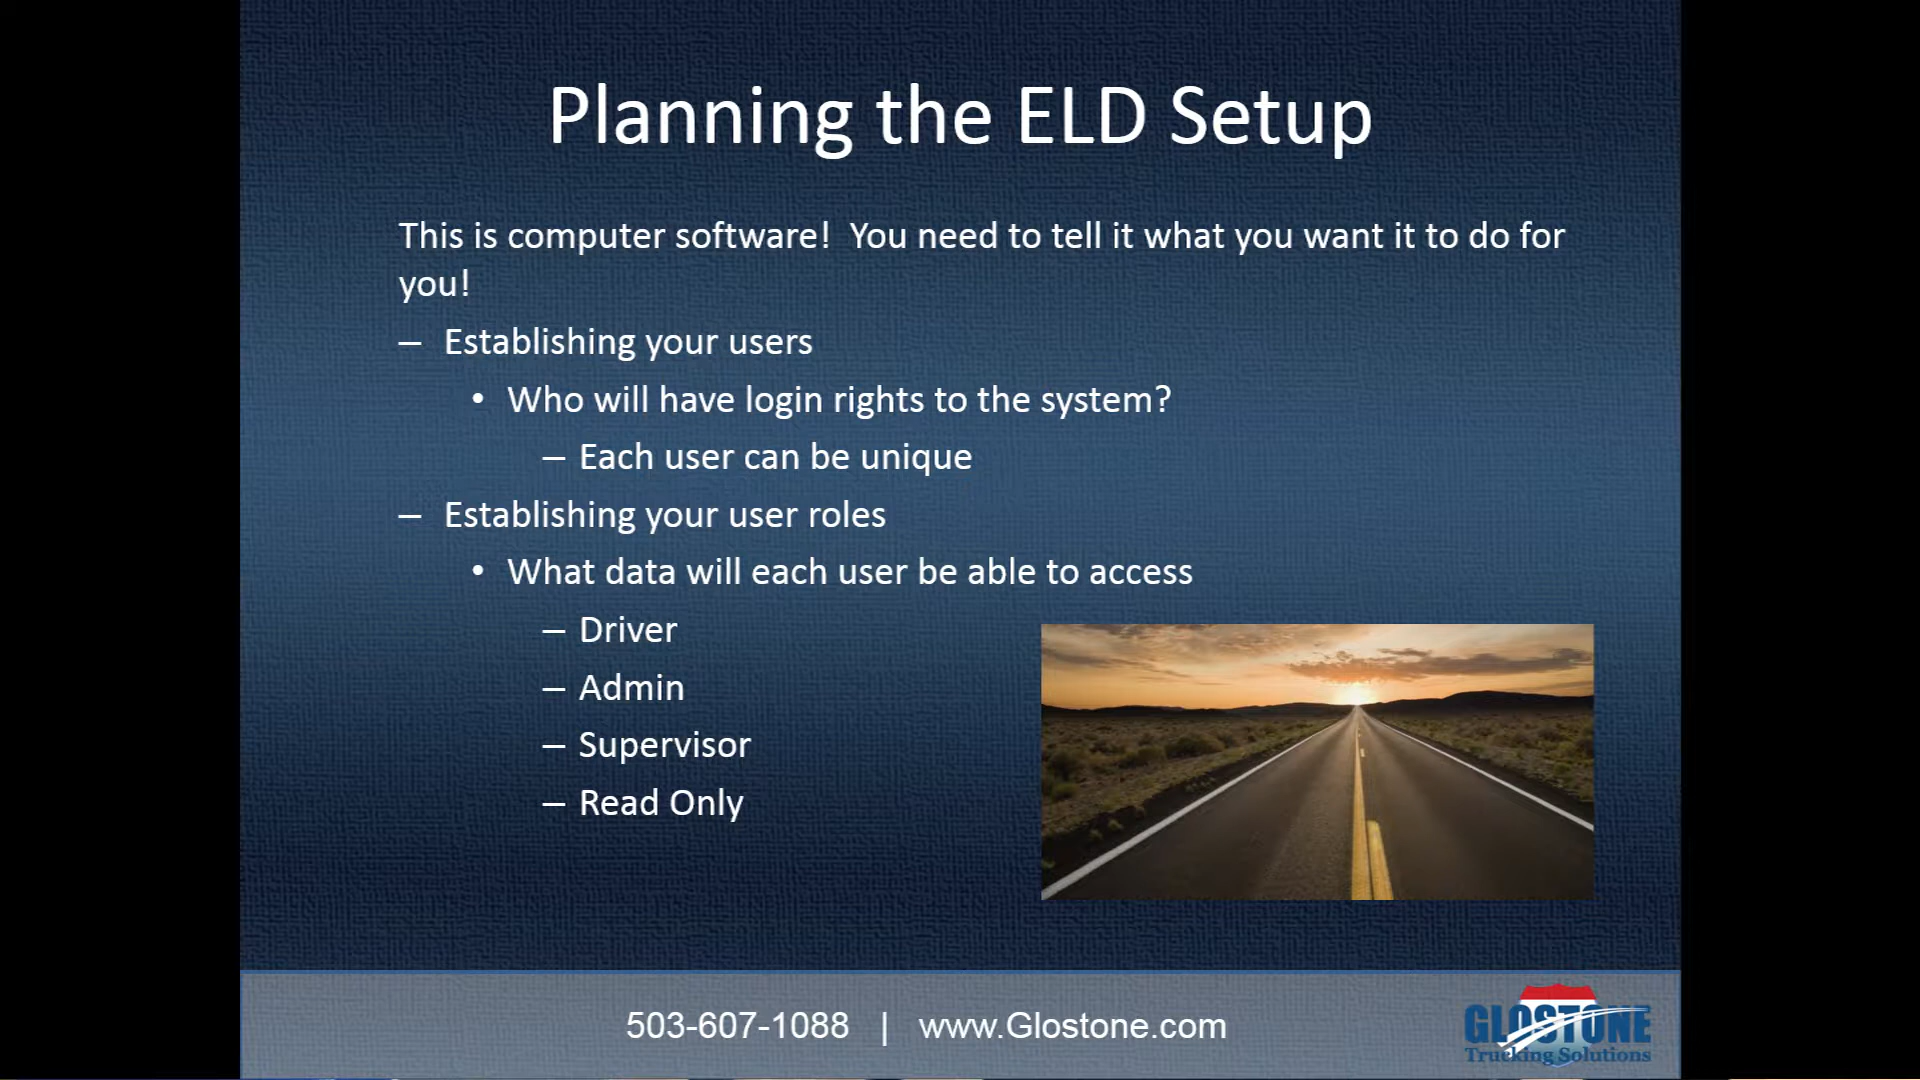 Planning the ELD Setup
This is computer software!  You need to tell it what you want it to do for
you!
– Establishing your users
• Who will have login rights to the system?
– Each user can be unique
– Establishing your user roles
• What data will each user be able to access
– Driver
– Admin
– Supervisor
– Read Only
503-607-1088 | www.Glostone.com
GLOSTONE
Trucking Solutions